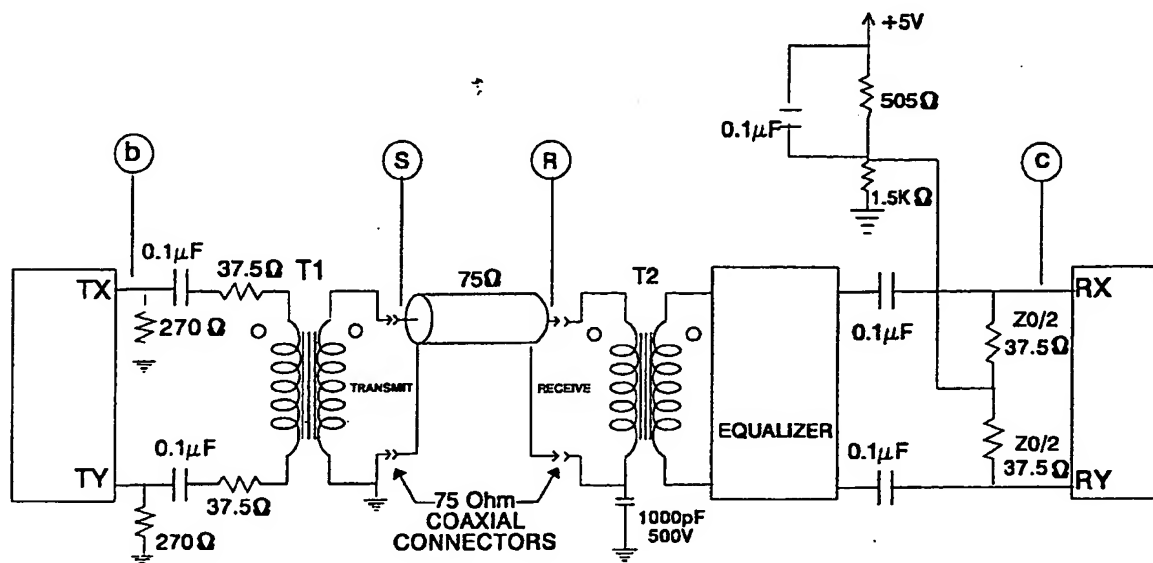 +5V
505Ω
0.1μF
1.5KΩ
b
S
R
C
0.1μF
37.5Ω
T1
75Ω
T2
TX
270Ω
0.1μF
RX
Z0/2
37.5Ω
TRANSMIT
RECEIVE
EQUALIZER
0.1μF
0.1μF
Z0/2
37.5Ω
TY
RY
37.5Ω
270Ω
75 Ohm
COAXIAL
CONNECTORS
1000pF
500V